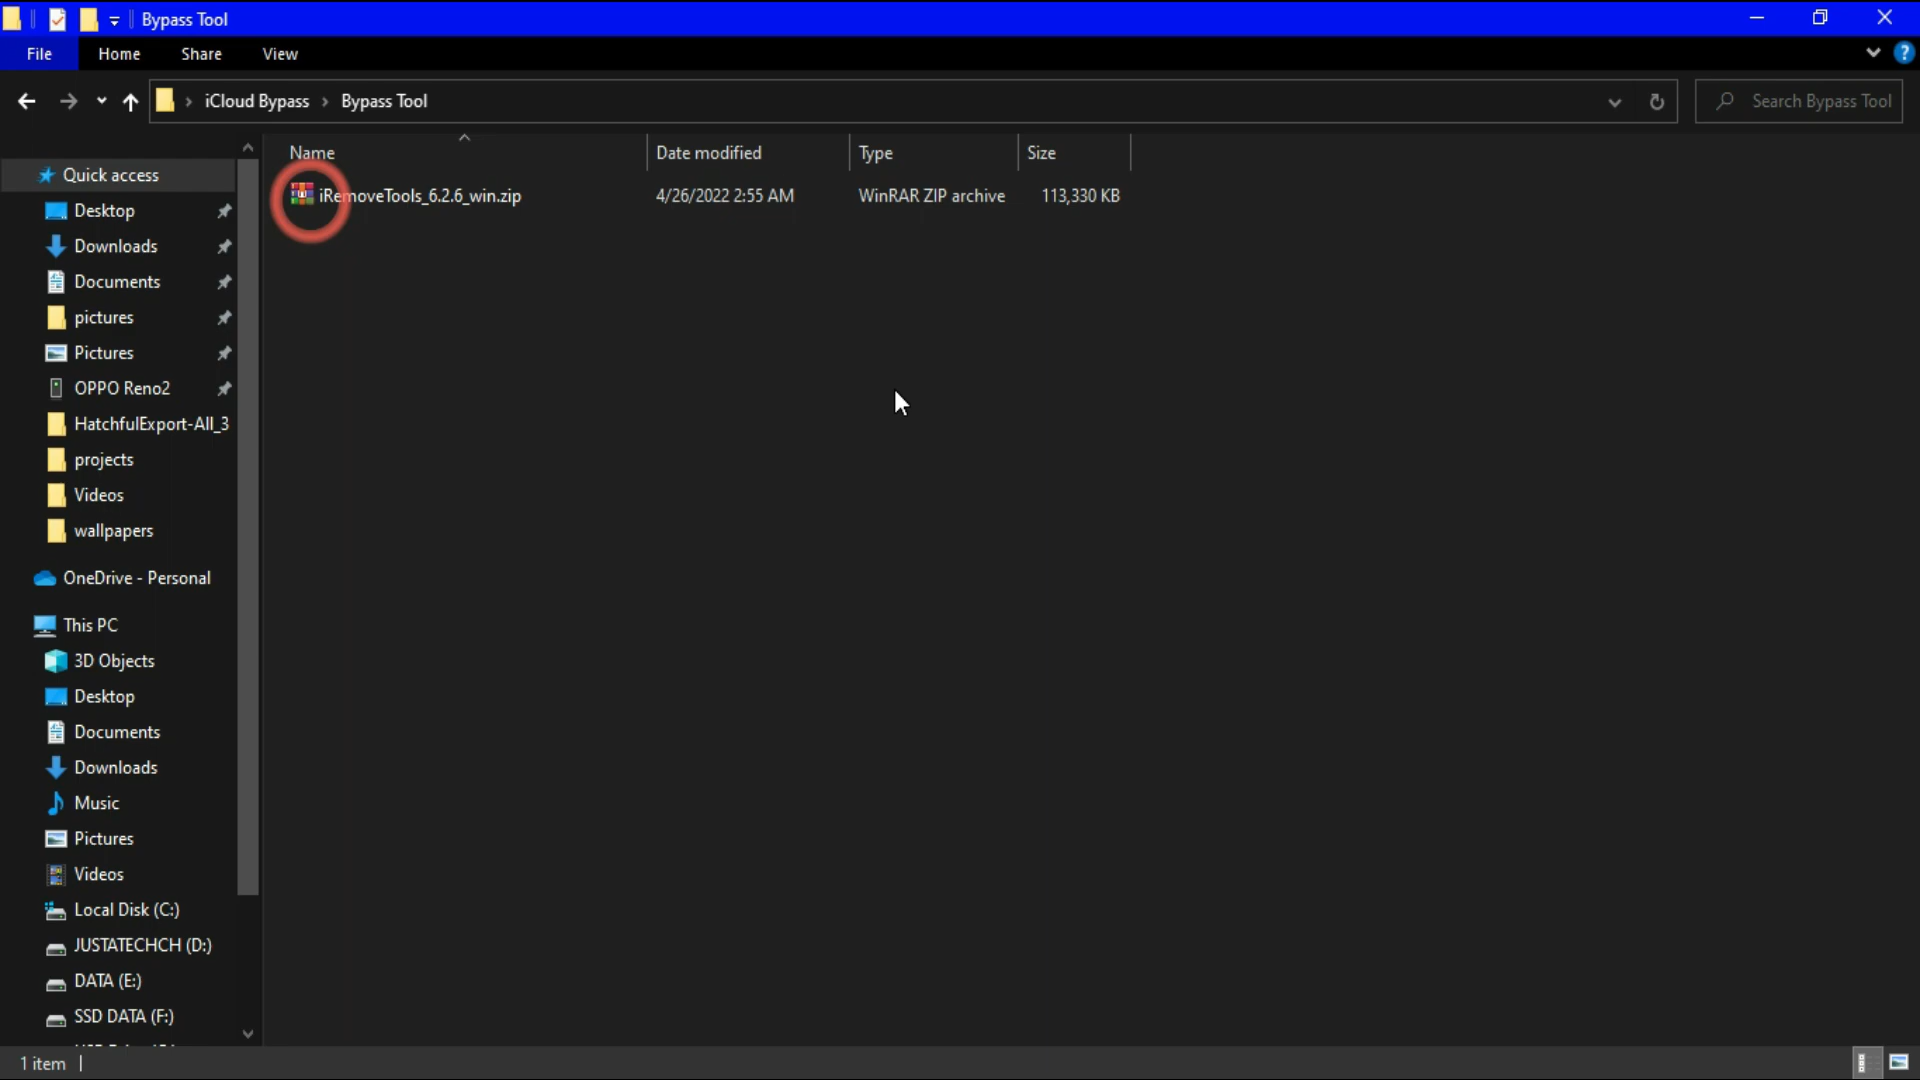 Bypass Tool
File Home Share View
iCloud Bypass › Bypass Tool
Search Bypass Tool
Name Date modified Type Size
iRemoveTools_6.2.6_win.zip 4/26/2022 2:55 AM WinRAR ZIP archive 113,330 KB
Quick access
Desktop
Downloads
Documents
pictures
Pictures
OPPO Reno2
HatchfulExport-All_3
projects
Videos
wallpapers
OneDrive - Personal
This PC
3D Objects
Desktop
Documents
Downloads
Music
Pictures
Videos
Local Disk (C:)
JUSTATECHCH (D:)
DATA (E:)
SSD DATA (F:)
1 item